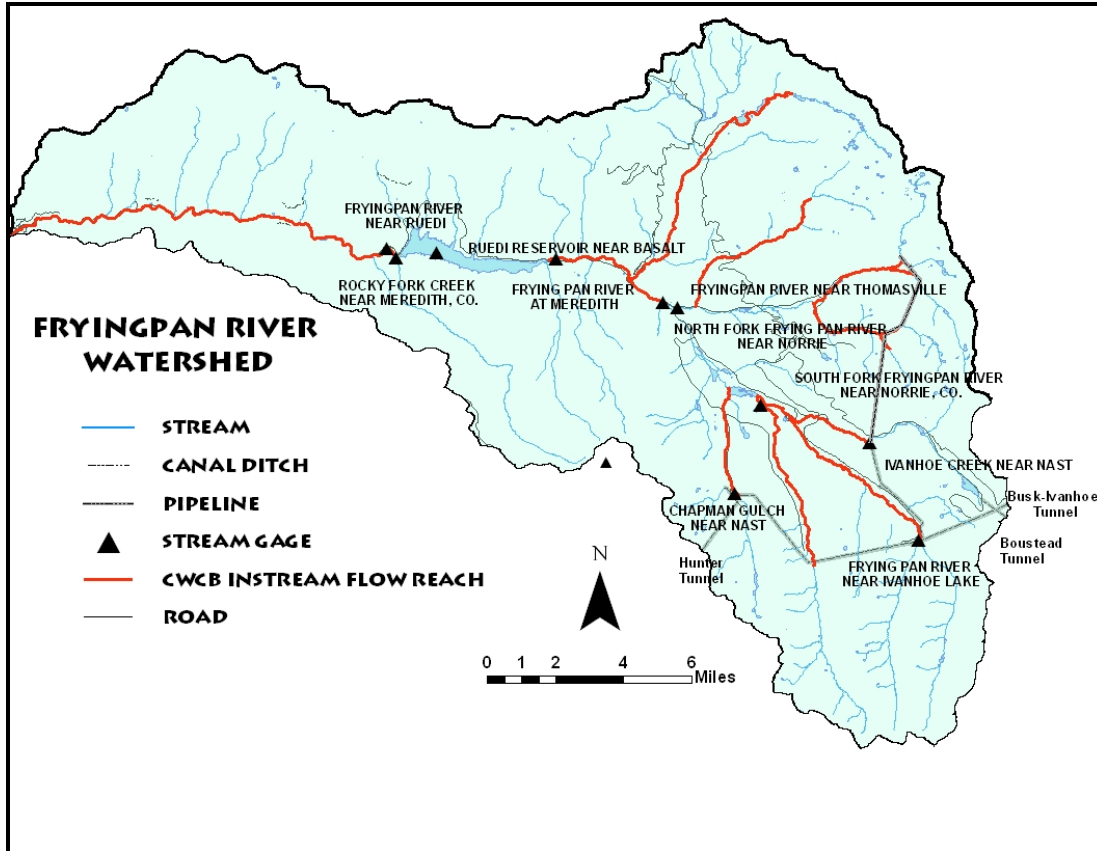 FRYINGPAN RIVER
NEAR RUEDI
RUEDI RESERVOIR NEAR BASALT
ROCKY FORK CREEK
NEAR MEREDITH, CO.
FRYING PAN RIVER
AT MEREDITH
FRYINGPAN RIVER NEAR THOMASVILLE
NORTH FORK FRYING PAN RIVER
NEAR NORRIE
SOUTH FORK FRYINGPAN RIVER
NEAR NORRIE, CO.
IVANHOE CREEK NEAR NAST
Busk-Ivanhoe
Tunnel
CHAPMAN GULCH
NEAR NAST
Boustead
Tunnel
Hunter
Tunnel
FRYING PAN RIVER
NEAR IVANHOE LAKE
FRYINGPAN RIVER
WATERSHED
STREAM
CANAL DITCH
PIPELINE
STREAM GAGE
CWCB INSTREAM FLOW REACH
ROAD
N
0 1 2 4 6
Miles